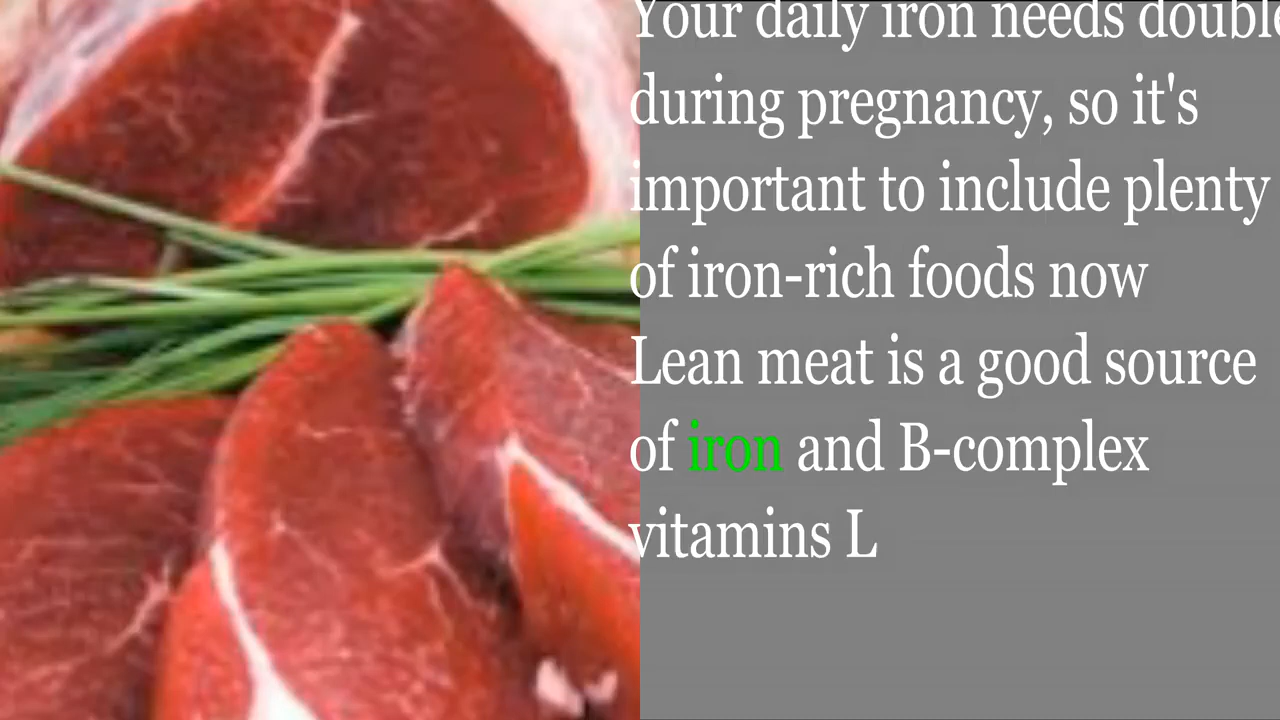 Your daily iron needs double
during pregnancy, so it's
important to include plenty
of iron-rich foods now
Lean meat is a good source
of iron and B-complex
vitamins L